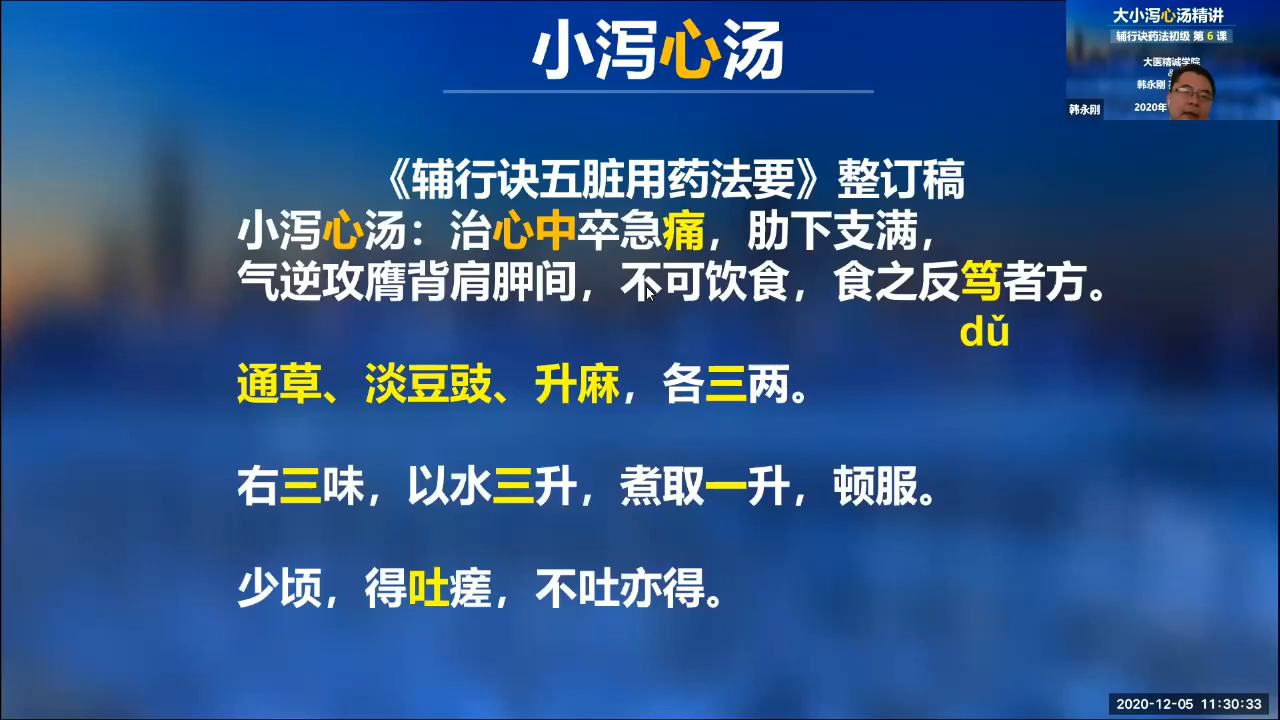 小泻心汤
《辅行诀五脏用药法要》整订稿
小泻心汤：治心中卒急痛，肋下支满，
气逆攻膺背肩胛间，不可饮食，食之反笃者方。
dǔ
通草、淡豆豉、升麻，各三两。
右三味，以水三升，煮取一升，顿服。
少顷，得吐瘥，不吐亦得。
大小泻心汤精讲
辅行诀药法初级 第 6 课
大医精诚学院
韩永刚
2020年
韩永刚
2020-12-05 11:30:33